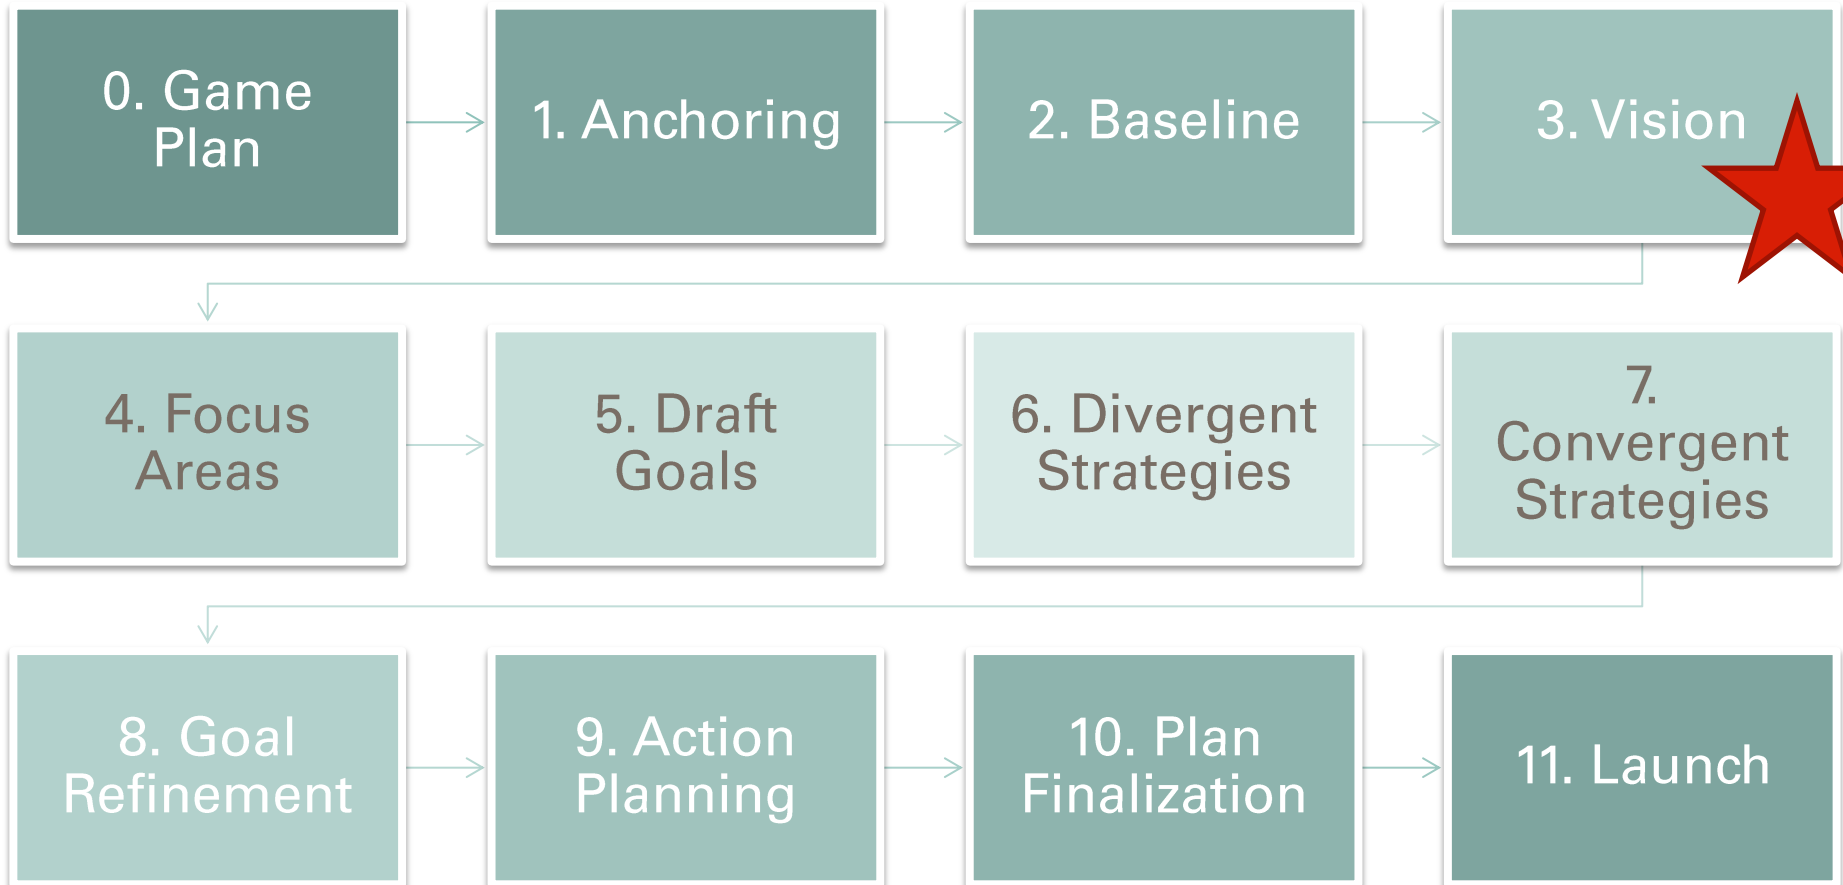 0. Game
Plan
1. Anchoring
2. Baseline
3. Vision
4. Focus
Areas
5. Draft
Goals
6. Divergent
Strategies
7.
Convergent
Strategies
8. Goal
Refinement
9. Action
Planning
10. Plan
Finalization
11. Launch